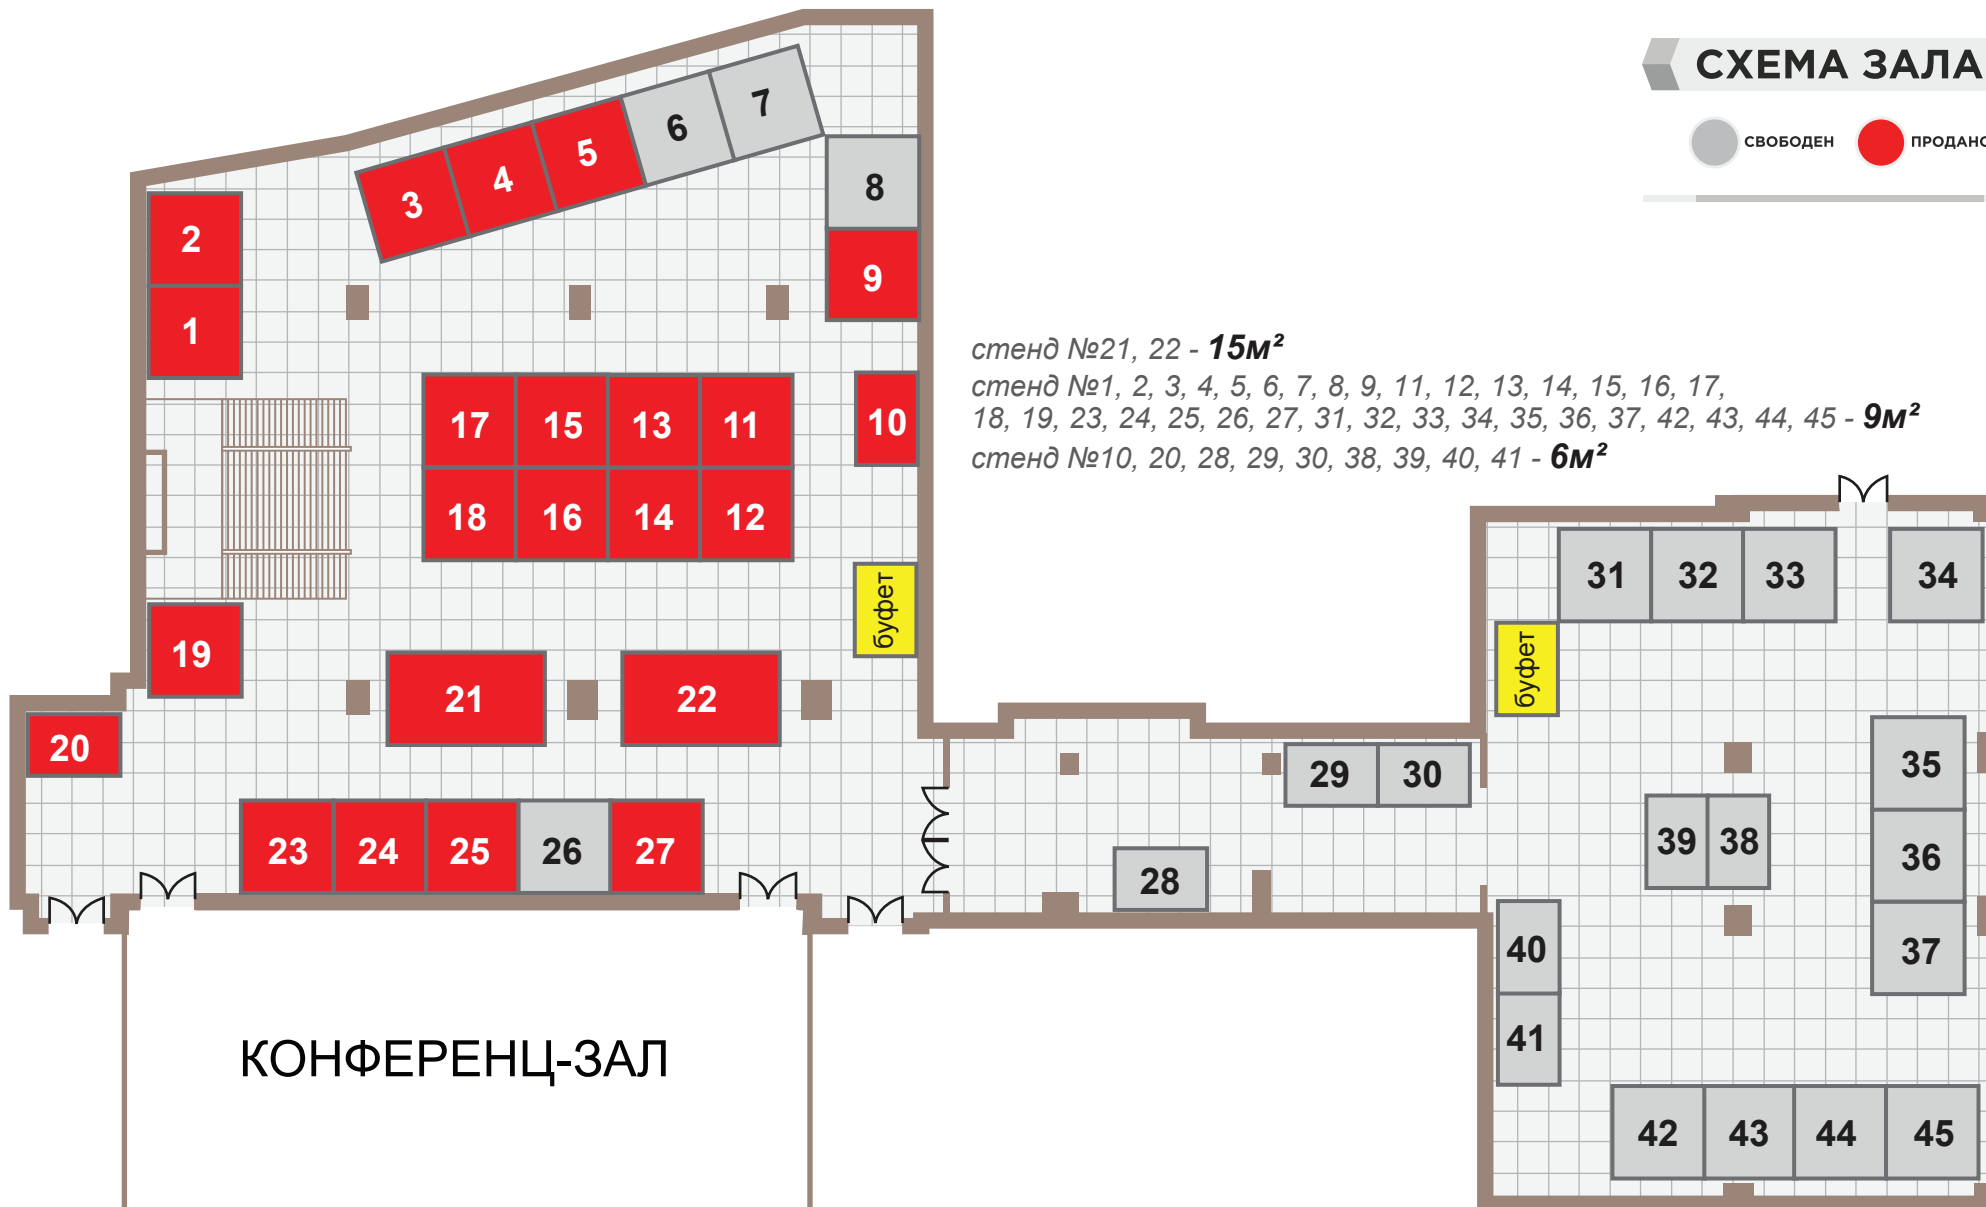 СХЕМА ЗАЛА
СВОБОДЕН
ПРОДАНО
7
6
5
4
3
8
2
9
1
стенд №21, 22 - 15м²
стенд №1, 2, 3, 4, 5, 6, 7, 8, 9, 11, 12, 13, 14, 15, 16, 17,
18, 19, 23, 24, 25, 26, 27, 31, 32, 33, 34, 35, 36, 37, 42, 43, 44, 45 - 9м²
стенд №10, 20, 28, 29, 30, 38, 39, 40, 41 - 6м²
17 15 13 11
10
18 16 14 12
буфет
31 32 33 34
19
буфет
21
22
20
29 30
35
23 24 25 26 27
39 38
36
28
40
37
41
КОНФЕРЕНЦ-ЗАЛ
42 43 44 45